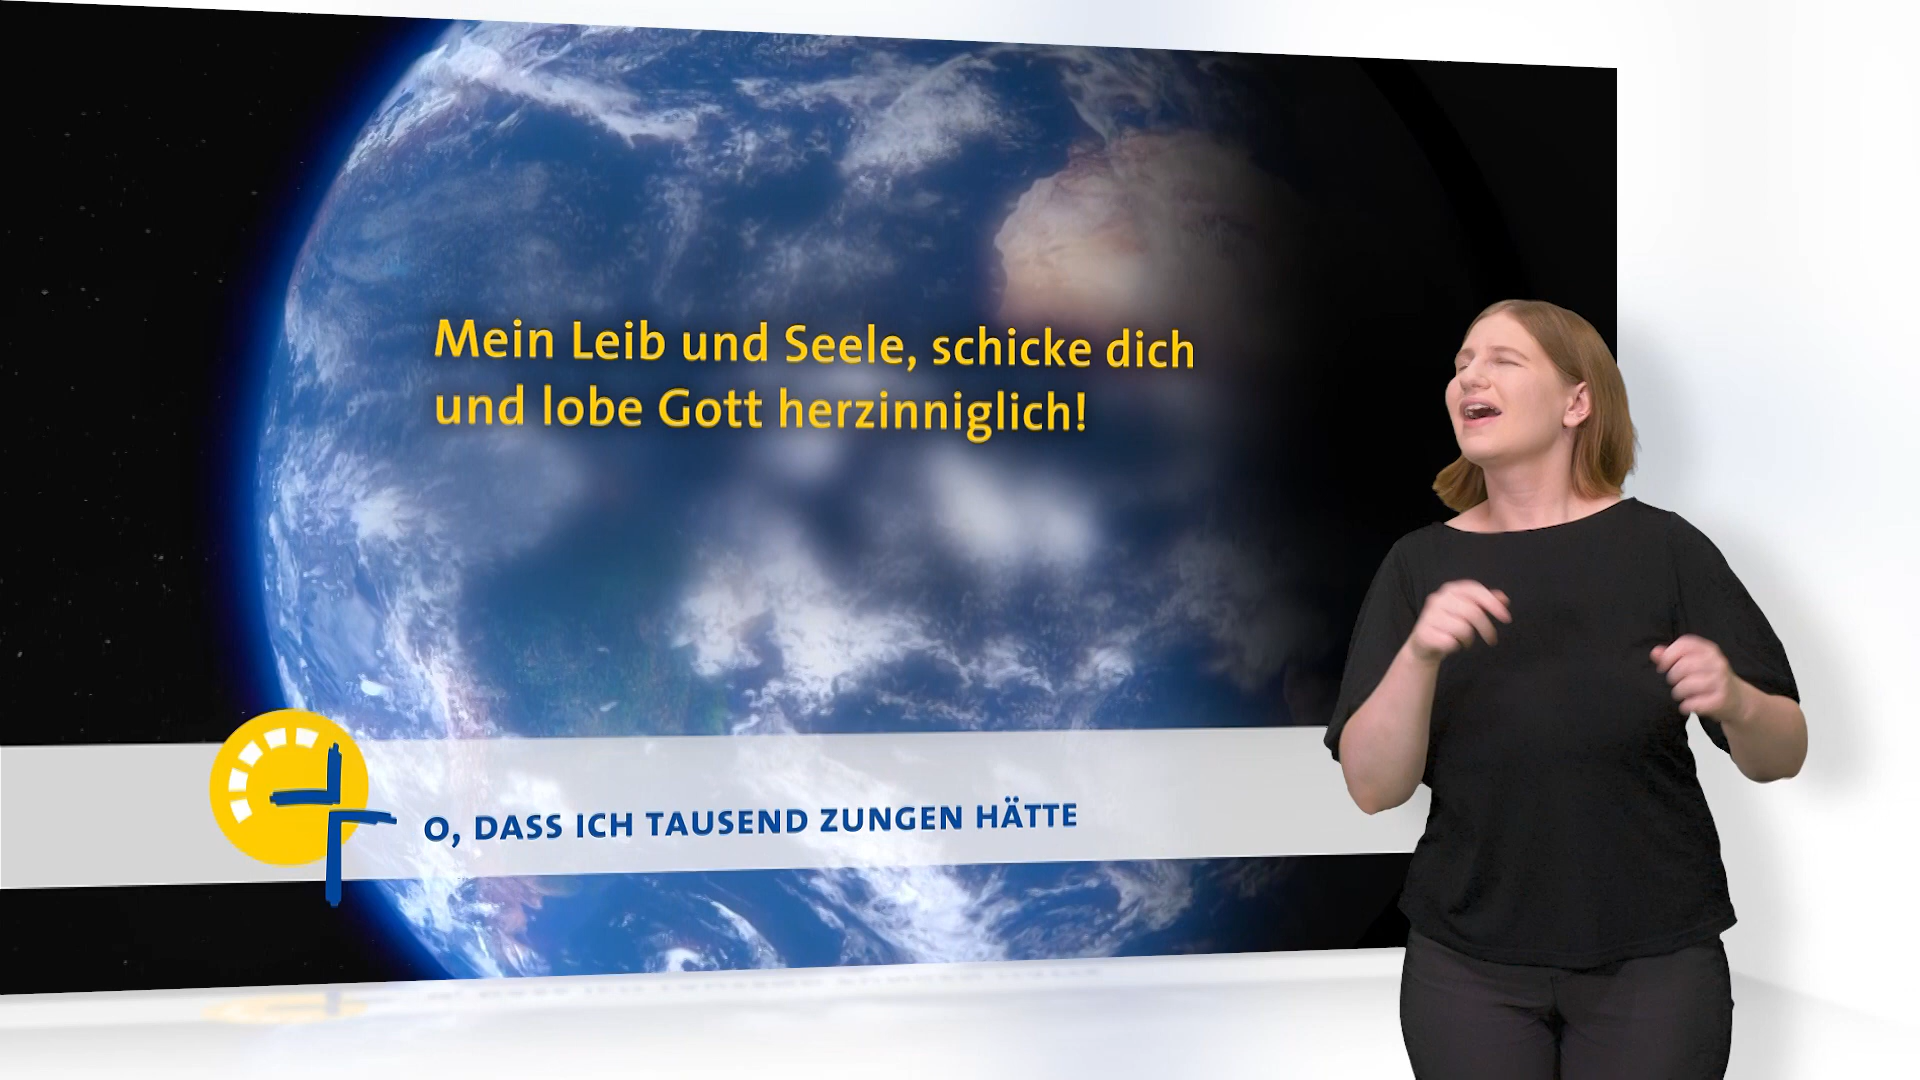 Mein Leib und Seele, schicke dich
und lobe Gott herzinniglich!
O, DASS ICH TAUSEND ZUNGEN HÄTTE